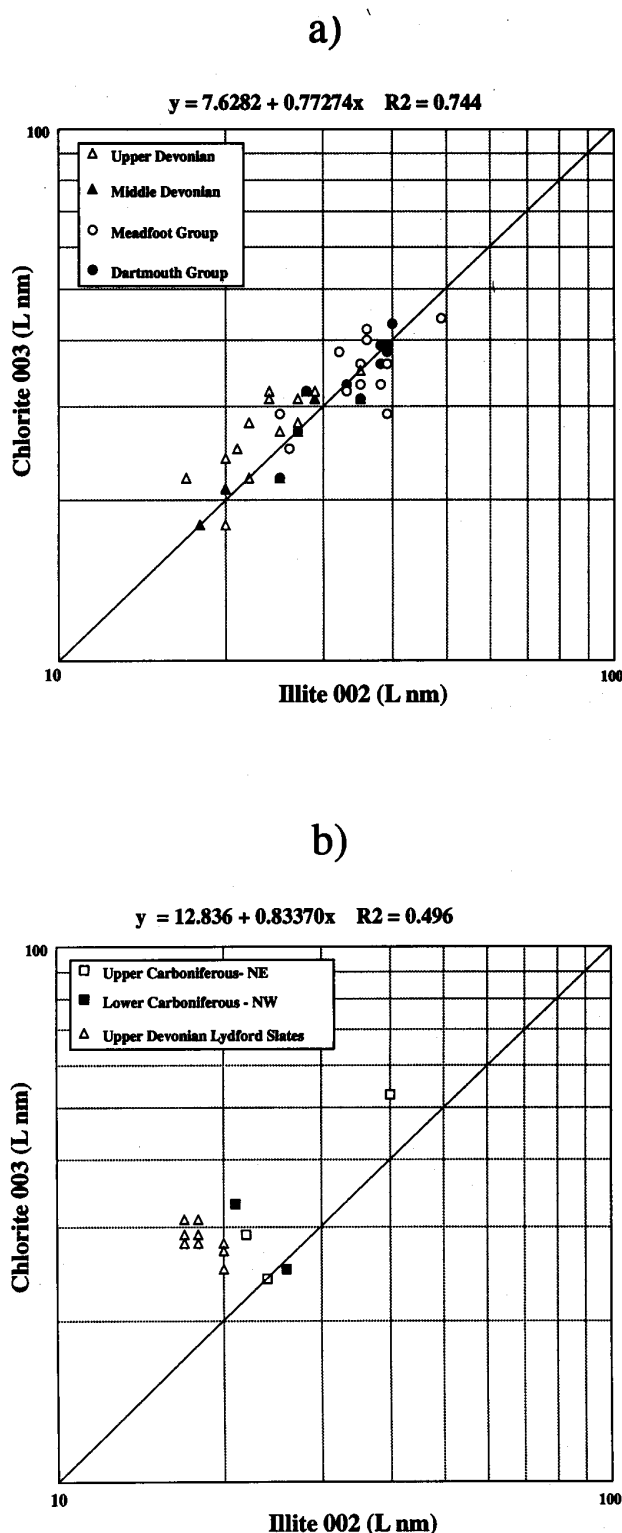 a)
y = 7.6282 + 0.77274x R2 = 0.744
100
Upper Devonian
Middle Devonian
Meadfoot Group
Dartmouth Group
Chlorite 003 (L nm)
10
100
Illite 002 (L nm)
b)
y = 12.836 + 0.83370x R2 = 0.496
100
Upper Carboniferous- NE
Lower Carboniferous - NW
Upper Devonian Lydford Slates
Chlorite 003 (L nm)
10
100
Illite 002 (L nm)